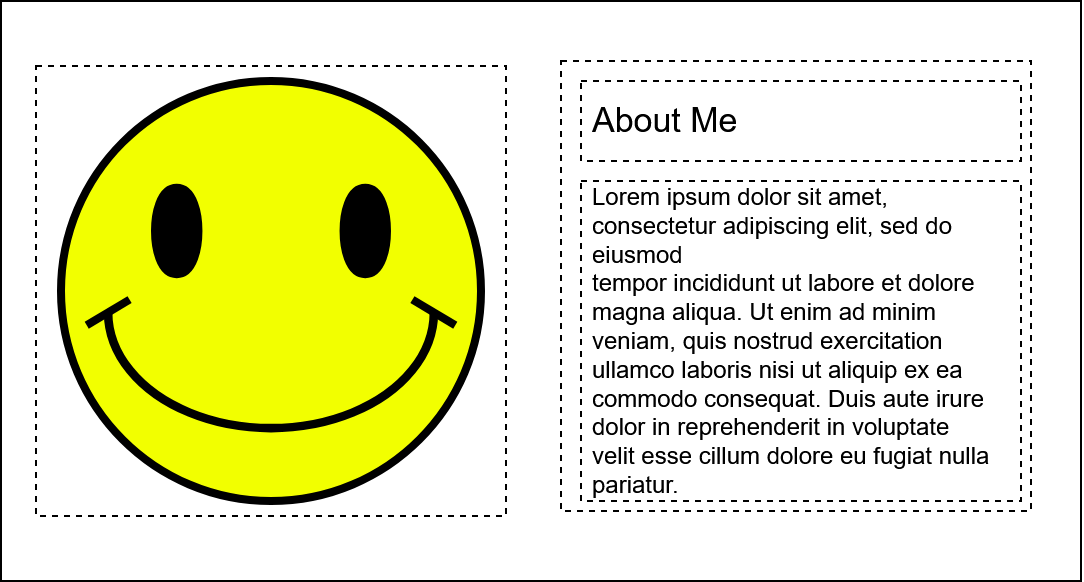 About Me
Lorem ipsum dolor sit amet,
consectetur adipiscing elit, sed do
eiusmod
tempor incididunt ut labore et dolore
magna aliqua. Ut enim ad minim
veniam, quis nostrud exercitation
ullamco laboris nisi ut aliquip ex ea
commodo consequat. Duis aute irure
dolor in reprehenderit in voluptate
velit esse cillum dolore eu fugiat nulla
pariatur.